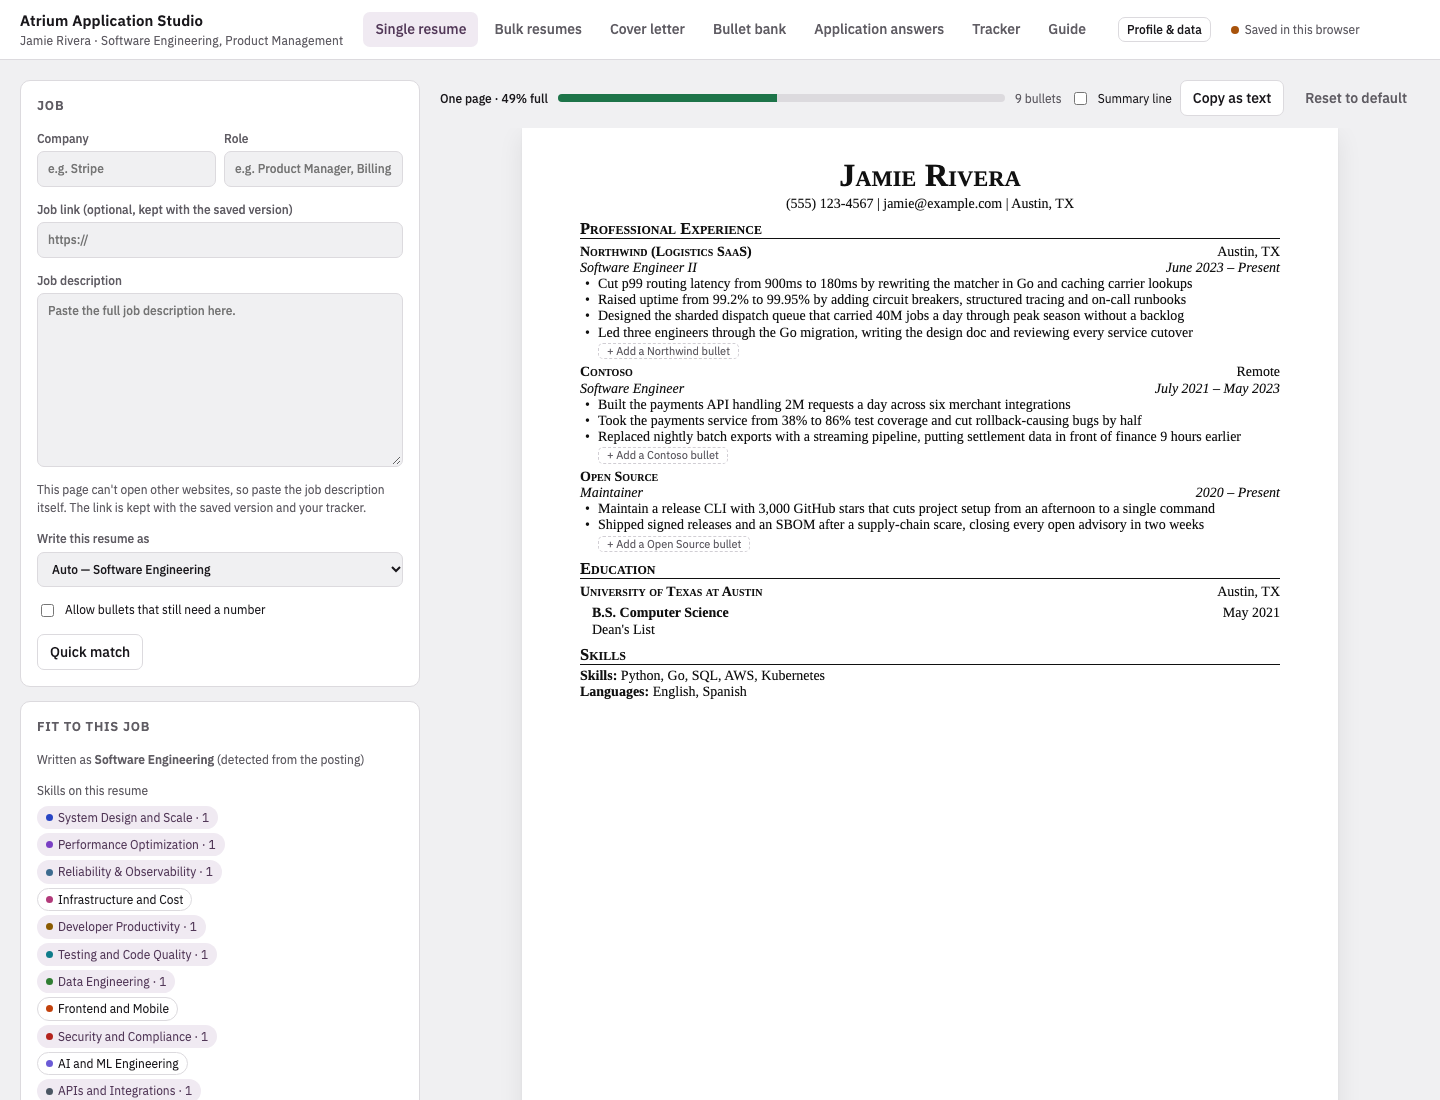 Atrium Application Studio
Jamie Rivera · Software Engineering, Product Management
Single resume
Bulk resumes
Cover letter
Bullet bank
Application answers
Tracker
Guide
Profile & data
Saved in this browser
JOB
Company
Role
e.g. Stripe
e.g. Product Manager, Billing
Job link (optional, kept with the saved version)
https://
Job description
Paste the full job description here.
This page can't open other websites, so paste the job description
itself. The link is kept with the saved version and your tracker.
Write this resume as
Auto — Software Engineering
Allow bullets that still need a number
Quick match
FIT TO THIS JOB
Written as Software Engineering (detected from the posting)
Skills on this resume
System Design and Scale · 1
Performance Optimization · 1
Reliability & Observability · 1
Infrastructure and Cost
Developer Productivity · 1
Testing and Code Quality · 1
Data Engineering · 1
Frontend and Mobile
Security and Compliance · 1
AI and ML Engineering
APIs and Integrations · 1
One page · 49% full
9 bullets
Summary line
Copy as text
Reset to default
Jamie Rivera
(555) 123-4567 | jamie@example.com | Austin, TX
Professional Experience
Northwind (Logistics SaaS) Austin, TX
Software Engineer II June 2023 – Present
• Cut p99 routing latency from 900ms to 180ms by rewriting the matcher in Go and caching carrier lookups
• Raised uptime from 99.2% to 99.95% by adding circuit breakers, structured tracing and on-call runbooks
• Designed the sharded dispatch queue that carried 40M jobs a day through peak season without a backlog
• Led three engineers through the Go migration, writing the design doc and reviewing every service cutover
+ Add a Northwind bullet
Contoso Remote
Software Engineer July 2021 – May 2023
• Built the payments API handling 2M requests a day across six merchant integrations
• Took the payments service from 38% to 86% test coverage and cut rollback-causing bugs by half
• Replaced nightly batch exports with a streaming pipeline, putting settlement data in front of finance 9 hours earlier
+ Add a Contoso bullet
Open Source
Maintainer 2020 – Present
• Maintain a release CLI with 3,000 GitHub stars that cuts project setup from an afternoon to a single command
• Shipped signed releases and an SBOM after a supply-chain scare, closing every open advisory in two weeks
+ Add a Open Source bullet
Education
University of Texas at Austin Austin, TX
B.S. Computer Science May 2021
Dean's List
Skills
Skills: Python, Go, SQL, AWS, Kubernetes
Languages: English, Spanish